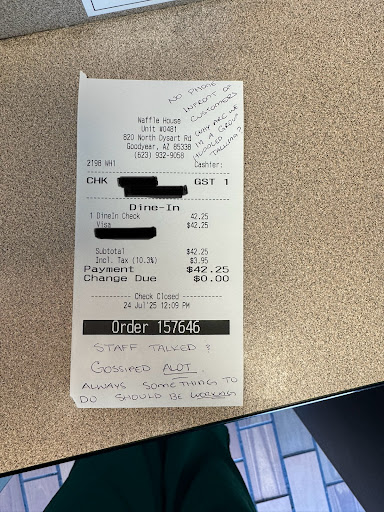 NO PHONE
INFRONT OF
CUSTOMERS
WHY ARE WE
IN A GROUP
HUDDLED
TALKING?
Waffle House
Unit #0481
820 North Dysart Rd
Goodyear, AZ 85338
(623) 932-9058
2198 WH1 Cashier:
CHK GST 1
Dine-In
1 DineIn Check 42.25
Visa $42.25
Subtotal $42.25
Incl. Tax (10.3%) $3.95
Payment $42.25
Change Due $0.00
Check Closed
24 Jul'25 12:09 PM
Order 157646
STAFF TALKED &
GOSSIPED ALOT.
ALWAYS SOMETHING TO
DO SHOULD BE WORKING